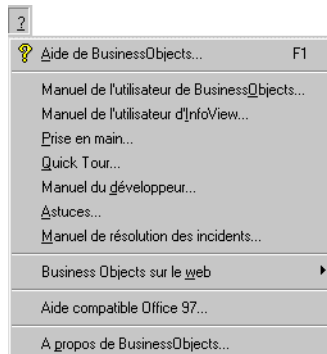 ?
? Aide de BusinessObjects... F1
Manuel de l'utilisateur de BusinessObjects...
Manuel de l'utilisateur d'InfoView...
Prise en main...
Quick Tour...
Manuel du développeur...
Astuces...
Manuel de résolution des incidents...
Business Objects sur le web
Aide compatible Office 97...
A propos de BusinessObjects...